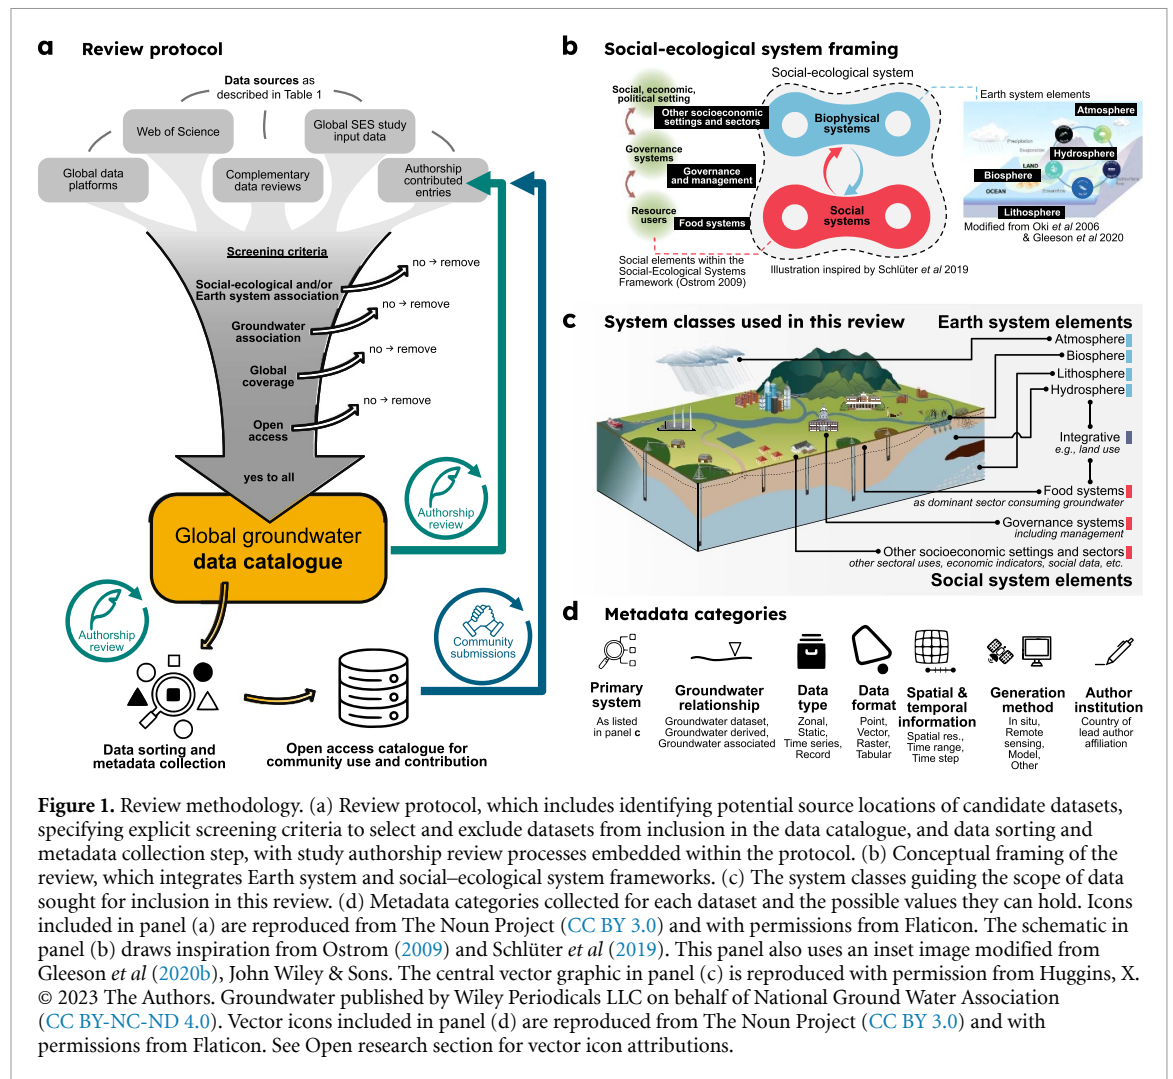 a Review protocol
Data sources as
described in Table 1
Web of Science
Global SES study
input data
Global data
platforms
Complementary
data reviews
Authorship
contributed
entries
Screening criteria
Social-ecological and/or
Earth system association
no → remove
Groundwater
association
no → remove
Global
coverage
no → remove
Open
access
no → remove
yes to all
Global groundwater
data catalogue
Authorship
review
Authorship
review
Community
submissions
Data sorting and
metadata collection
Open access catalogue for
community use and contribution
b Social-ecological system framing
Social-ecological system
Social, economic,
political setting
Other socioeconomic
settings and sectors
Governance
systems
Governance
and management
Resource
users
Food systems
Biophysical
systems
Social
systems
Social elements within the
Social-Ecological Systems
Framework (Ostrom 2009)
Illustration inspired by Schlüter et al 2019
Earth system elements
Atmosphere
Precipitation
Hydrosphere
LAND
Biosphere
OCEAN
Lithosphere
Modified from Oki et al 2006
& Gleeson et al 2020
c System classes used in this review
Earth system elements
Atmosphere
Biosphere
Lithosphere
Hydrosphere
Integrative
e.g., land use
Food systems
as dominant sector consuming groundwater
Governance systems
including management
Other socioeconomic settings and sectors
other sectoral uses, economic indicators, social data, etc.
Social system elements
d Metadata categories
Primary
system
As listed
in panel c
Groundwater
relationship
Groundwater dataset,
Groundwater derived,
Groundwater associated
Data
type
Zonal,
Static,
Time series,
Record
Data
format
Point,
Vector,
Raster,
Tabular
Spatial &
temporal
information
Spatial res.,
Time range,
Time step
Generation
method
In situ,
Remote
sensing,
Model,
Other
Author
institution
Country of
lead author
affiliation
Figure 1. Review methodology. (a) Review protocol, which includes identifying potential source locations of candidate datasets,
specifying explicit screening criteria to select and exclude datasets from inclusion in the data catalogue, and data sorting and
metadata collection step, with study authorship review processes embedded within the protocol. (b) Conceptual framing of the
review, which integrates Earth system and social–ecological system frameworks. (c) The system classes guiding the scope of data
sought for inclusion in this review. (d) Metadata categories collected for each dataset and the possible values they can hold. Icons
included in panel (a) are reproduced from The Noun Project (CC BY 3.0) and with permissions from Flaticon. The schematic in
panel (b) draws inspiration from Ostrom (2009) and Schlüter et al (2019). This panel also uses an inset image modified from
Gleeson et al (2020b), John Wiley & Sons. The central vector graphic in panel (c) is reproduced with permission from Huggins, X.
© 2023 The Authors. Groundwater published by Wiley Periodicals LLC on behalf of National Ground Water Association
(CC BY-NC-ND 4.0). Vector icons included in panel (d) are reproduced from The Noun Project (CC BY 3.0) and with
permissions from Flaticon. See Open research section for vector icon attributions.